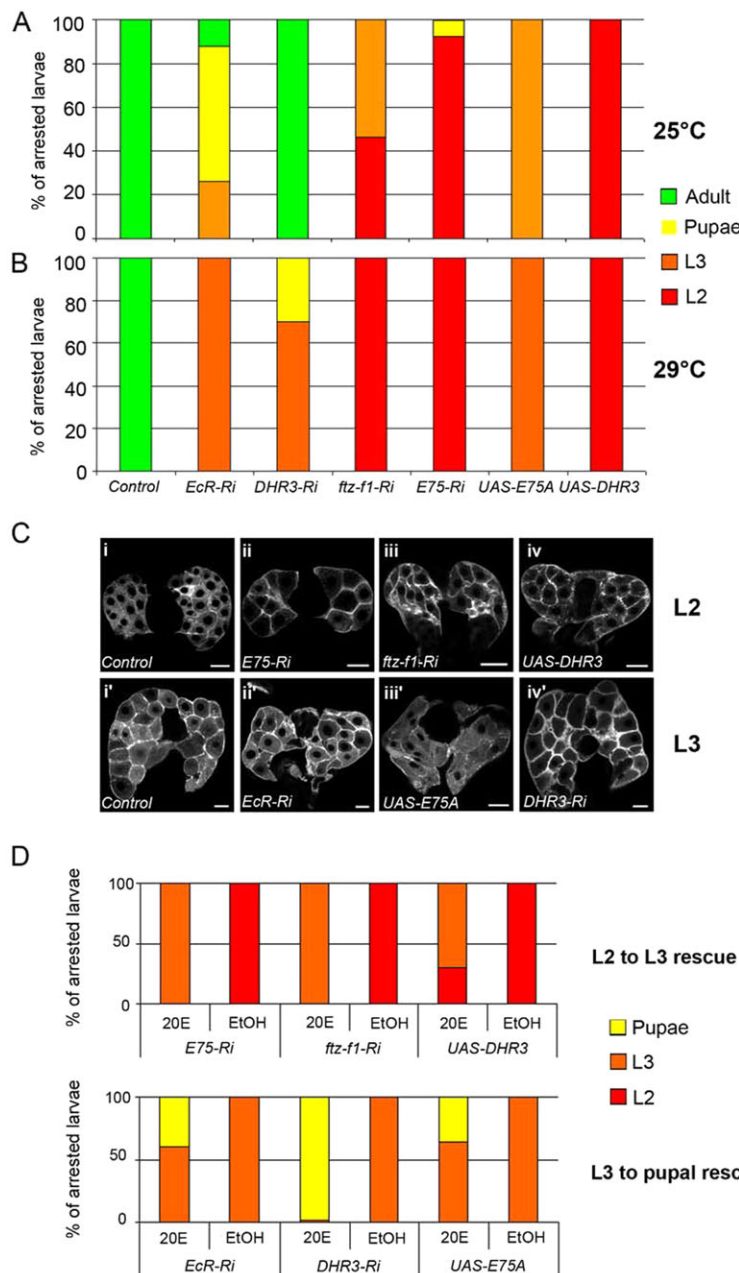 A
% of arrested larvae
100
80
60
40
20
0
25°C
Adult
Pupae
L3
L2
B
% of arrested larvae
100
80
60
40
20
0
29°C
Control EcR-Ri DHR3-Ri ftz-f1-Ri E75-Ri UAS-E75A UAS-DHR3
C
i ii iii iv
Control E75-Ri ftz-f1-Ri UAS-DHR3
L2
i' ii' iii' iv'
Control EcR-Ri UAS-E75A DHR3-Ri
L3
D
% of arrested larvae
100
50
0
20E EtOH 20E EtOH 20E EtOH
E75-Ri ftz-f1-Ri UAS-DHR3
L2 to L3 rescue
Pupae
L3
L2
% of arrested larvae
100
50
0
20E EtOH 20E EtOH 20E EtOH
EcR-Ri DHR3-Ri UAS-E75A
L3 to pupal resc